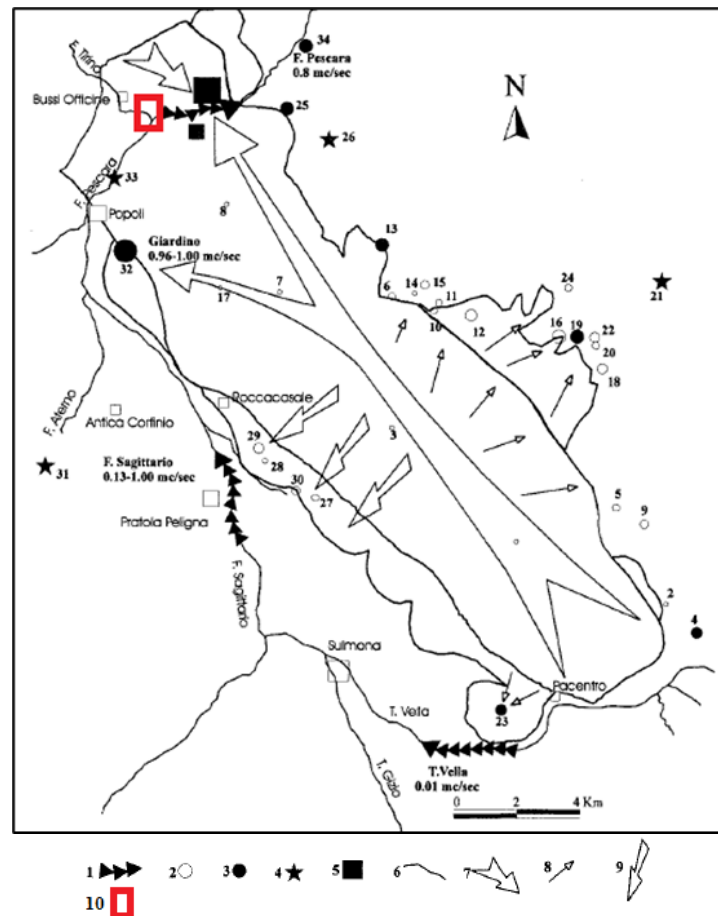 34
F. Pescara
0.8 mc/sec
E. Tirino
Bussi Officine
25
N
26
33
F. Pescara
8
Popoli
Giardino
0.96-1.00 mc/sec
32
13
17
7
6
14
15
11
10
12
24
21
16
19
22
20
18
F. Aterno
Antica Corfinio
Roccacasale
3
29
28
31
F. Sagittario
0.13-1.00 mc/sec
30
27
Pratola Peligna
5
9
F. Sagittario
2
4
Sulmona
Pacentro
23
T. Vella
T. Gizio
T.Vella
0.01 mc/sec
0 2 4 Km
1 2 3 4 5 6 7 8 9
10